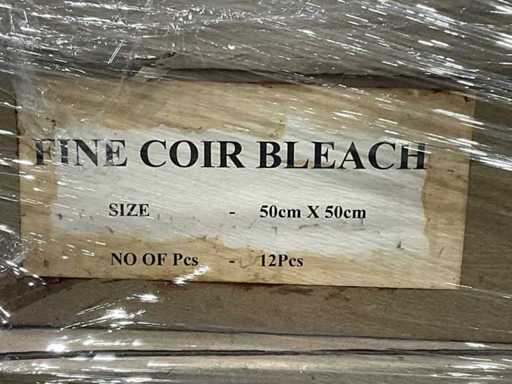 FINE COIR BLEACH
SIZE - 50cm X 50cm
NO OF Pcs - 12Pcs